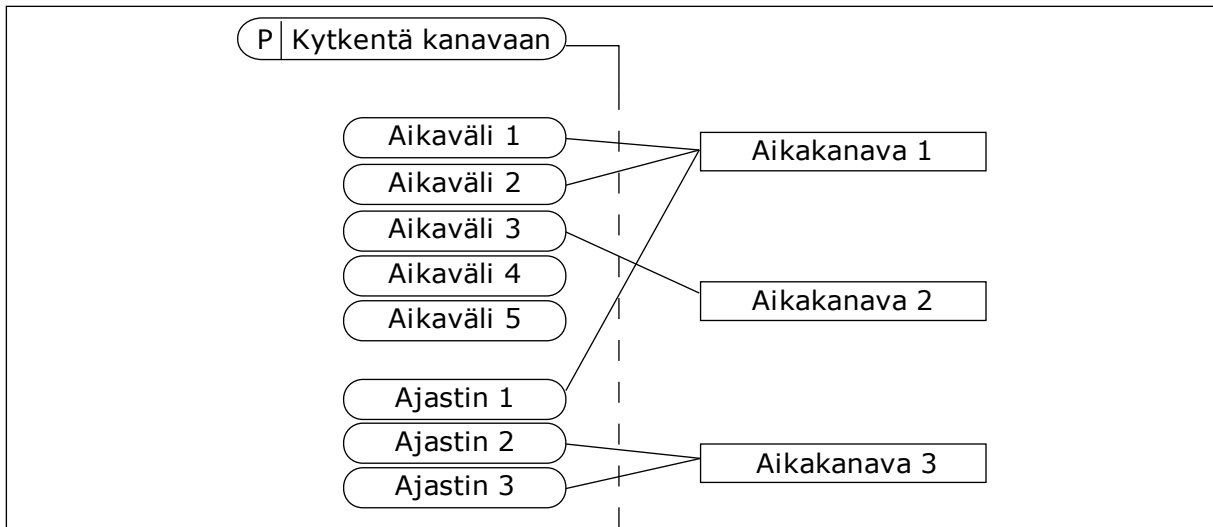 P Kytkentä kanavaan
Aikaväli 1
Aikaväli 2
Aikaväli 3
Aikaväli 4
Aikaväli 5
Ajastin 1
Ajastin 2
Ajastin 3
Aikakanava 1
Aikakanava 2
Aikakanava 3